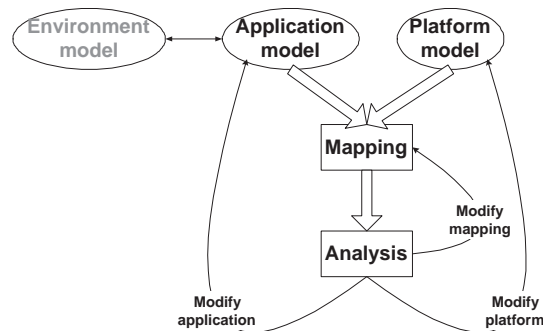 Environment
model
Application
model
Platform
model
Mapping
Modify
mapping
Analysis
Modify
application
Modify
platform